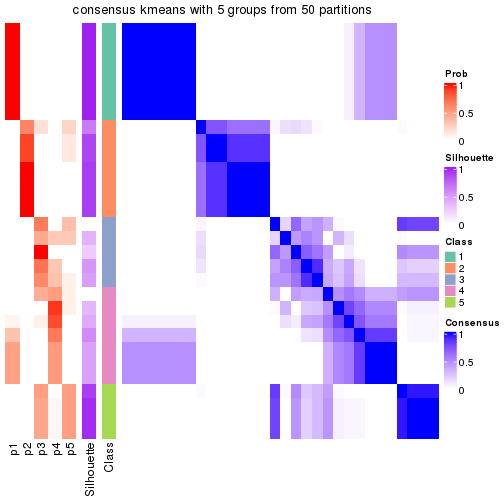 consensus kmeans with 5 groups from 50 partitions
Prob
1
0.5
0
Silhouette
1
0.5
0
Class
1
2
3
4
5
Consensus
1
0.5
0
p1
p2
p3
p4
p5
Silhouette
Class